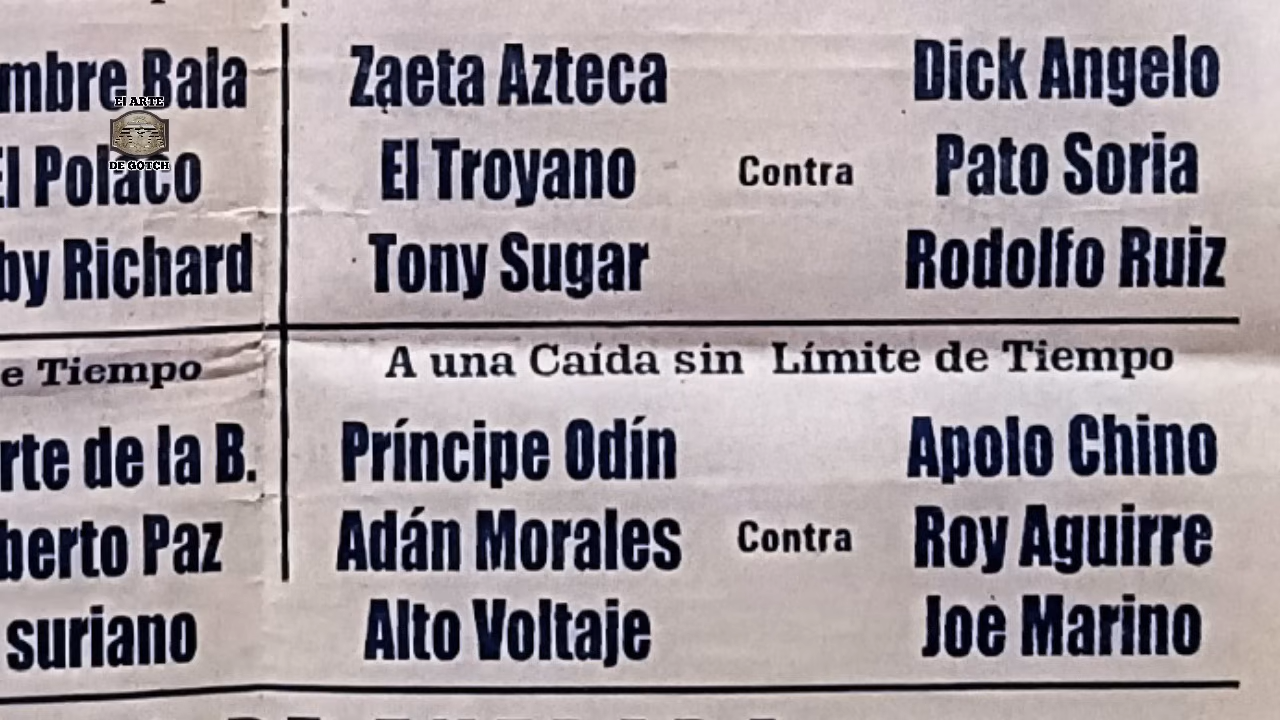 mbre Bala
El Polaco
by Richard
Zaeta Azteca
El Troyano
Tony Sugar
Contra
Dick Angelo
Pato Soria
Rodolfo Ruiz
e Tiempo
rte de la B.
berto Paz
suriano
A una Caída sin Límite de Tiempo
Príncipe Odín
Adán Morales
Alto Voltaje
Contra
Apolo Chino
Roy Aguirre
Joe Marino
El ARTE
DE GOTCH